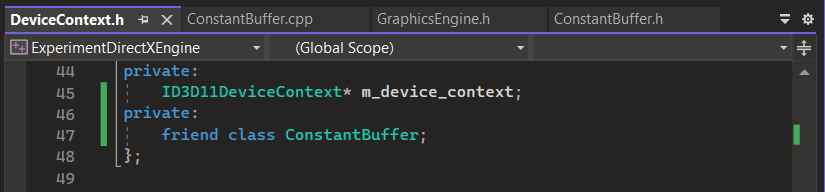 DeviceContext.h ConstantBuffer.cpp GraphicsEngine.h ConstantBuffer.h
ExperimentDirectXEngine (Global Scope)
44 private:
45 ID3D11DeviceContext* m_device_context;
46 private:
47 friend class ConstantBuffer;
48 };
49